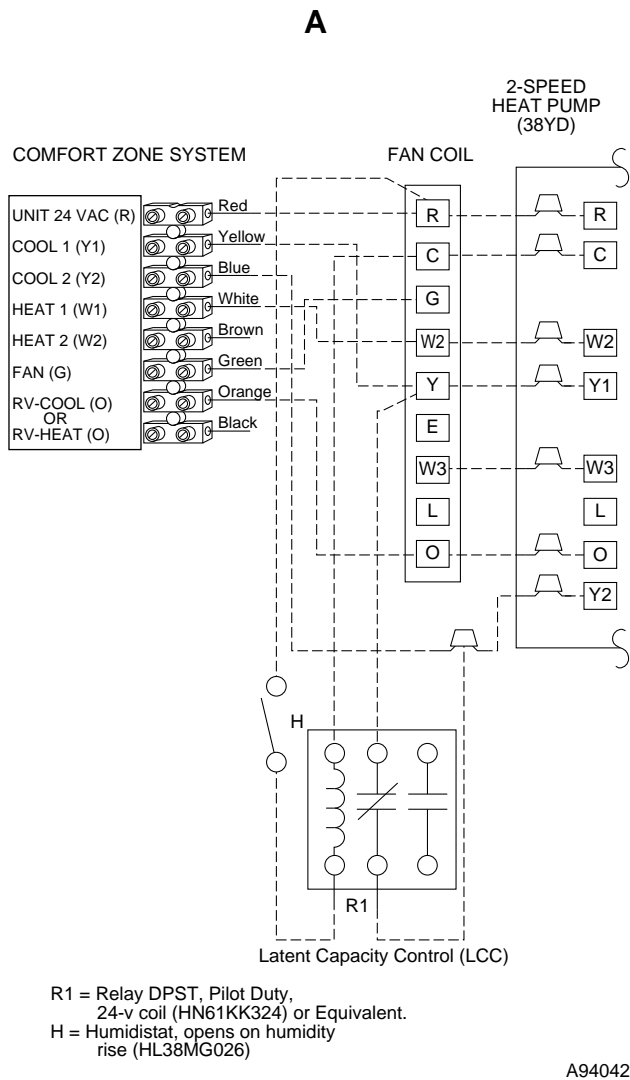 A
2-SPEED
HEAT PUMP
(38YD)
COMFORT ZONE SYSTEM
FAN COIL
UNIT 24 VAC (R)
COOL 1 (Y1)
COOL 2 (Y2)
HEAT 1 (W1)
HEAT 2 (W2)
FAN (G)
RV-COOL (O)
OR
RV-HEAT (O)
Red
Yellow
Blue
White
Brown
Green
Orange
Black
R
C
G
W2
Y
E
W3
L
O
R
C
W2
Y1
W3
L
O
Y2
H
R1
Latent Capacity Control (LCC)
R1 = Relay DPST, Pilot Duty,
24-v coil (HN61KK324) or Equivalent.
H = Humidistat, opens on humidity
rise (HL38MG026)
A94042